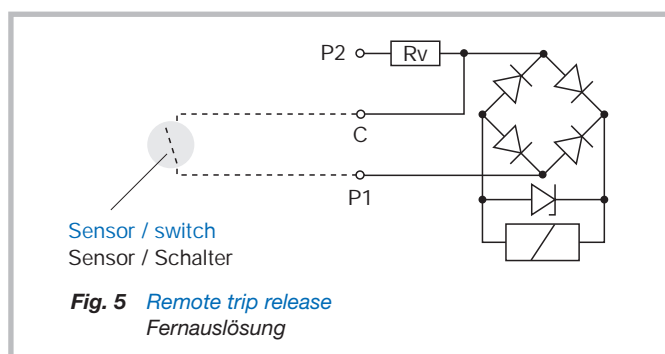 P2
Rv
C
P1
Sensor / switch
Sensor / Schalter
Fig. 5 Remote trip release
Fernauslösung